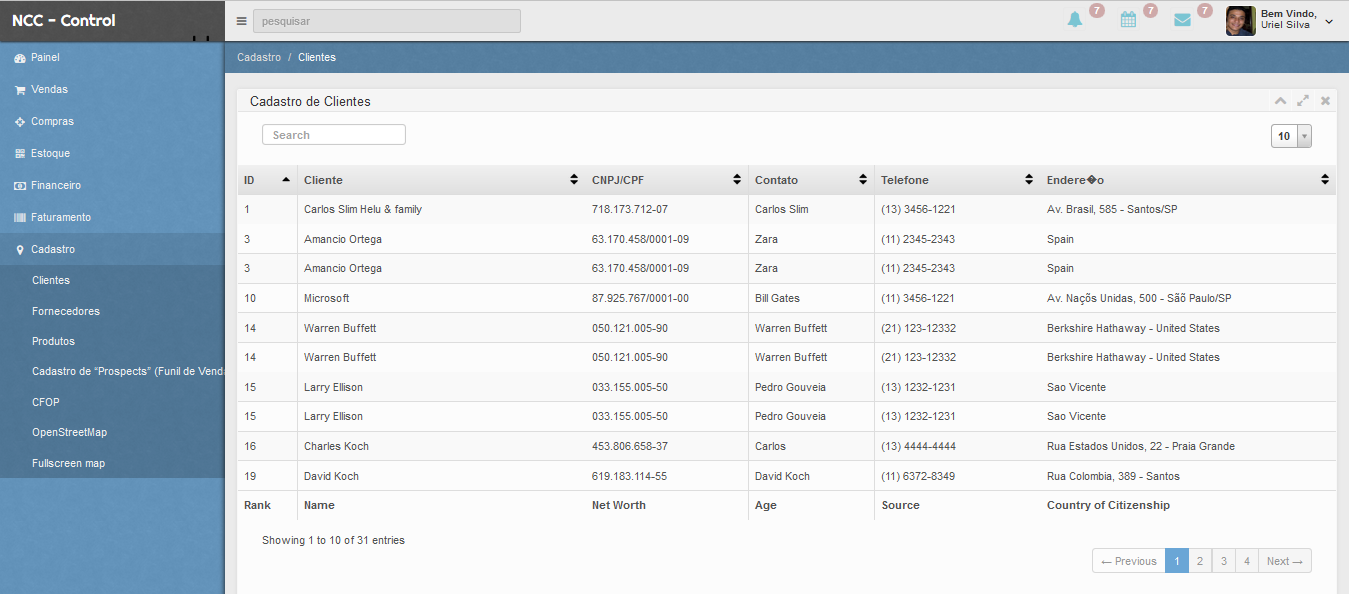 NCC - Control
pesquisar
7
7
7
Bem Vindo,
Uriel Silva
Painel
Vendas
Compras
Estoque
Financeiro
Faturamento
Cadastro
Clientes
Fornecedores
Produtos
Cadastro de “Prospects” (Funil de Venda
CFOP
OpenStreetMap
Fullscreen map
Cadastro / Clientes
Cadastro de Clientes
Search
10
ID Cliente CNPJ/CPF Contato Telefone Endere�o
1 Carlos Slim Helu & family 718.173.712-07 Carlos Slim (13) 3456-1221 Av. Brasil, 585 - Santos/SP
3 Amancio Ortega 63.170.458/0001-09 Zara (11) 2345-2343 Spain
3 Amancio Ortega 63.170.458/0001-09 Zara (11) 2345-2343 Spain
10 Microsoft 87.925.767/0001-00 Bill Gates (11) 3456-1221 Av. Naçõs Unidas, 500 - Sãõ Paulo/SP
14 Warren Buffett 050.121.005-90 Warren Buffett (21) 123-12332 Berkshire Hathaway - United States
14 Warren Buffett 050.121.005-90 Warren Buffett (21) 123-12332 Berkshire Hathaway - United States
15 Larry Ellison 033.155.005-50 Pedro Gouveia (13) 1232-1231 Sao Vicente
15 Larry Ellison 033.155.005-50 Pedro Gouveia (13) 1232-1231 Sao Vicente
16 Charles Koch 453.806.658-37 Carlos (13) 4444-4444 Rua Estados Unidos, 22 - Praia Grande
19 David Koch 619.183.114-55 David Koch (11) 6372-8349 Rua Colombia, 389 - Santos
Rank Name Net Worth Age Source Country of Citizenship
Showing 1 to 10 of 31 entries
← Previous 1 2 3 4 Next →